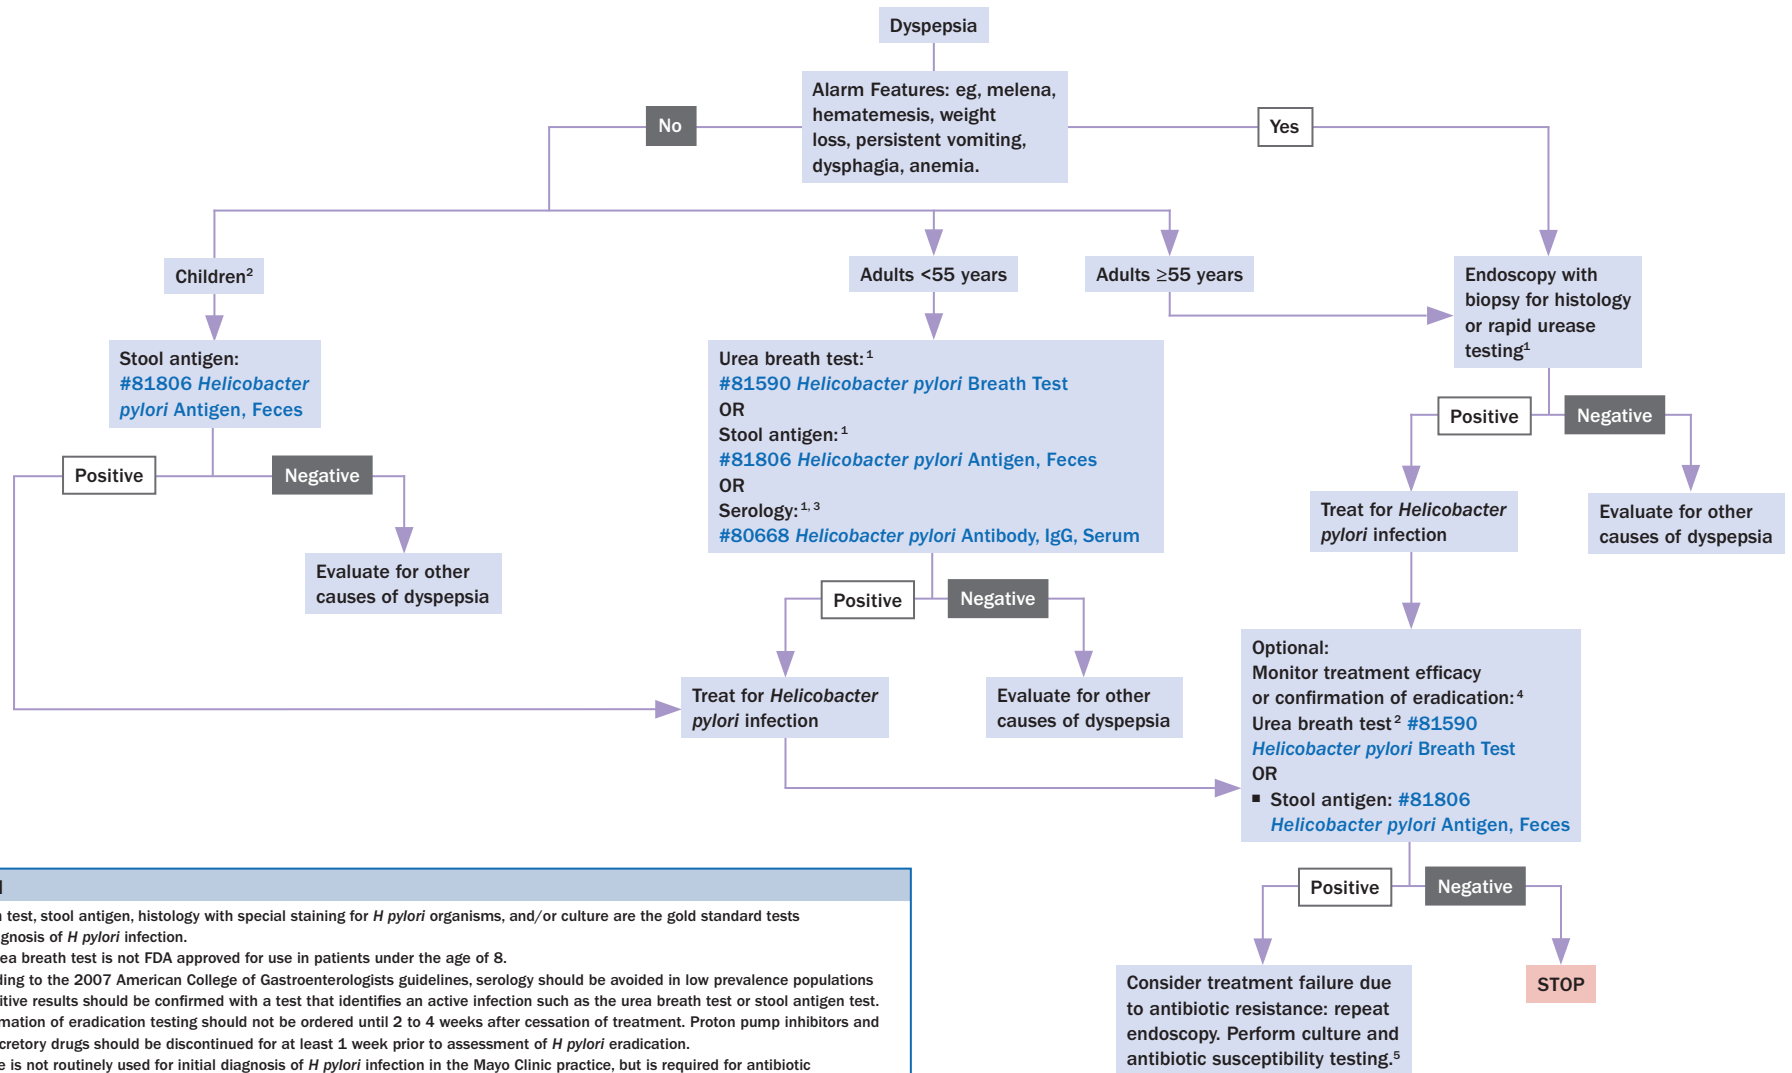 Dyspepsia
Alarm Features: eg, melena,
hematemesis, weight
loss, persistent vomiting,
dysphagia, anemia.
No
Yes
Children²
Adults <55 years
Adults ≥55 years
Endoscopy with
biopsy for histology
or rapid urease
testing¹
Stool antigen:
#81806 Helicobacter
pylori Antigen, Feces
Urea breath test:¹
#81590 Helicobacter pylori Breath Test
OR
Stool antigen:¹
#81806 Helicobacter pylori Antigen, Feces
OR
Serology:¹,³
#80668 Helicobacter pylori Antibody, IgG, Serum
Positive
Negative
Positive
Negative
Treat for Helicobacter
pylori infection
Evaluate for other
causes of dyspepsia
Evaluate for other
causes of dyspepsia
Positive
Negative
Treat for Helicobacter
pylori infection
Evaluate for other
causes of dyspepsia
Optional:
Monitor treatment efficacy
or confirmation of eradication:⁴
Urea breath test² #81590
Helicobacter pylori Breath Test
OR
■ Stool antigen: #81806
Helicobacter pylori Antigen, Feces
Positive
Negative
Consider treatment failure due
to antibiotic resistance: repeat
endoscopy. Perform culture and
antibiotic susceptibility testing.⁵
STOP
test, stool antigen, histology with special staining for H pylori organisms, and/or culture are the gold standard tests
gnosis of H pylori infection.
ea breath test is not FDA approved for use in patients under the age of 8.
ding to the 2007 American College of Gastroenterologists guidelines, serology should be avoided in low prevalence populations
itive results should be confirmed with a test that identifies an active infection such as the urea breath test or stool antigen test.
mation of eradication testing should not be ordered until 2 to 4 weeks after cessation of treatment. Proton pump inhibitors and
cretory drugs should be discontinued for at least 1 week prior to assessment of H pylori eradication.
e is not routinely used for initial diagnosis of H pylori infection in the Mayo Clinic practice, but is required for antibiotic